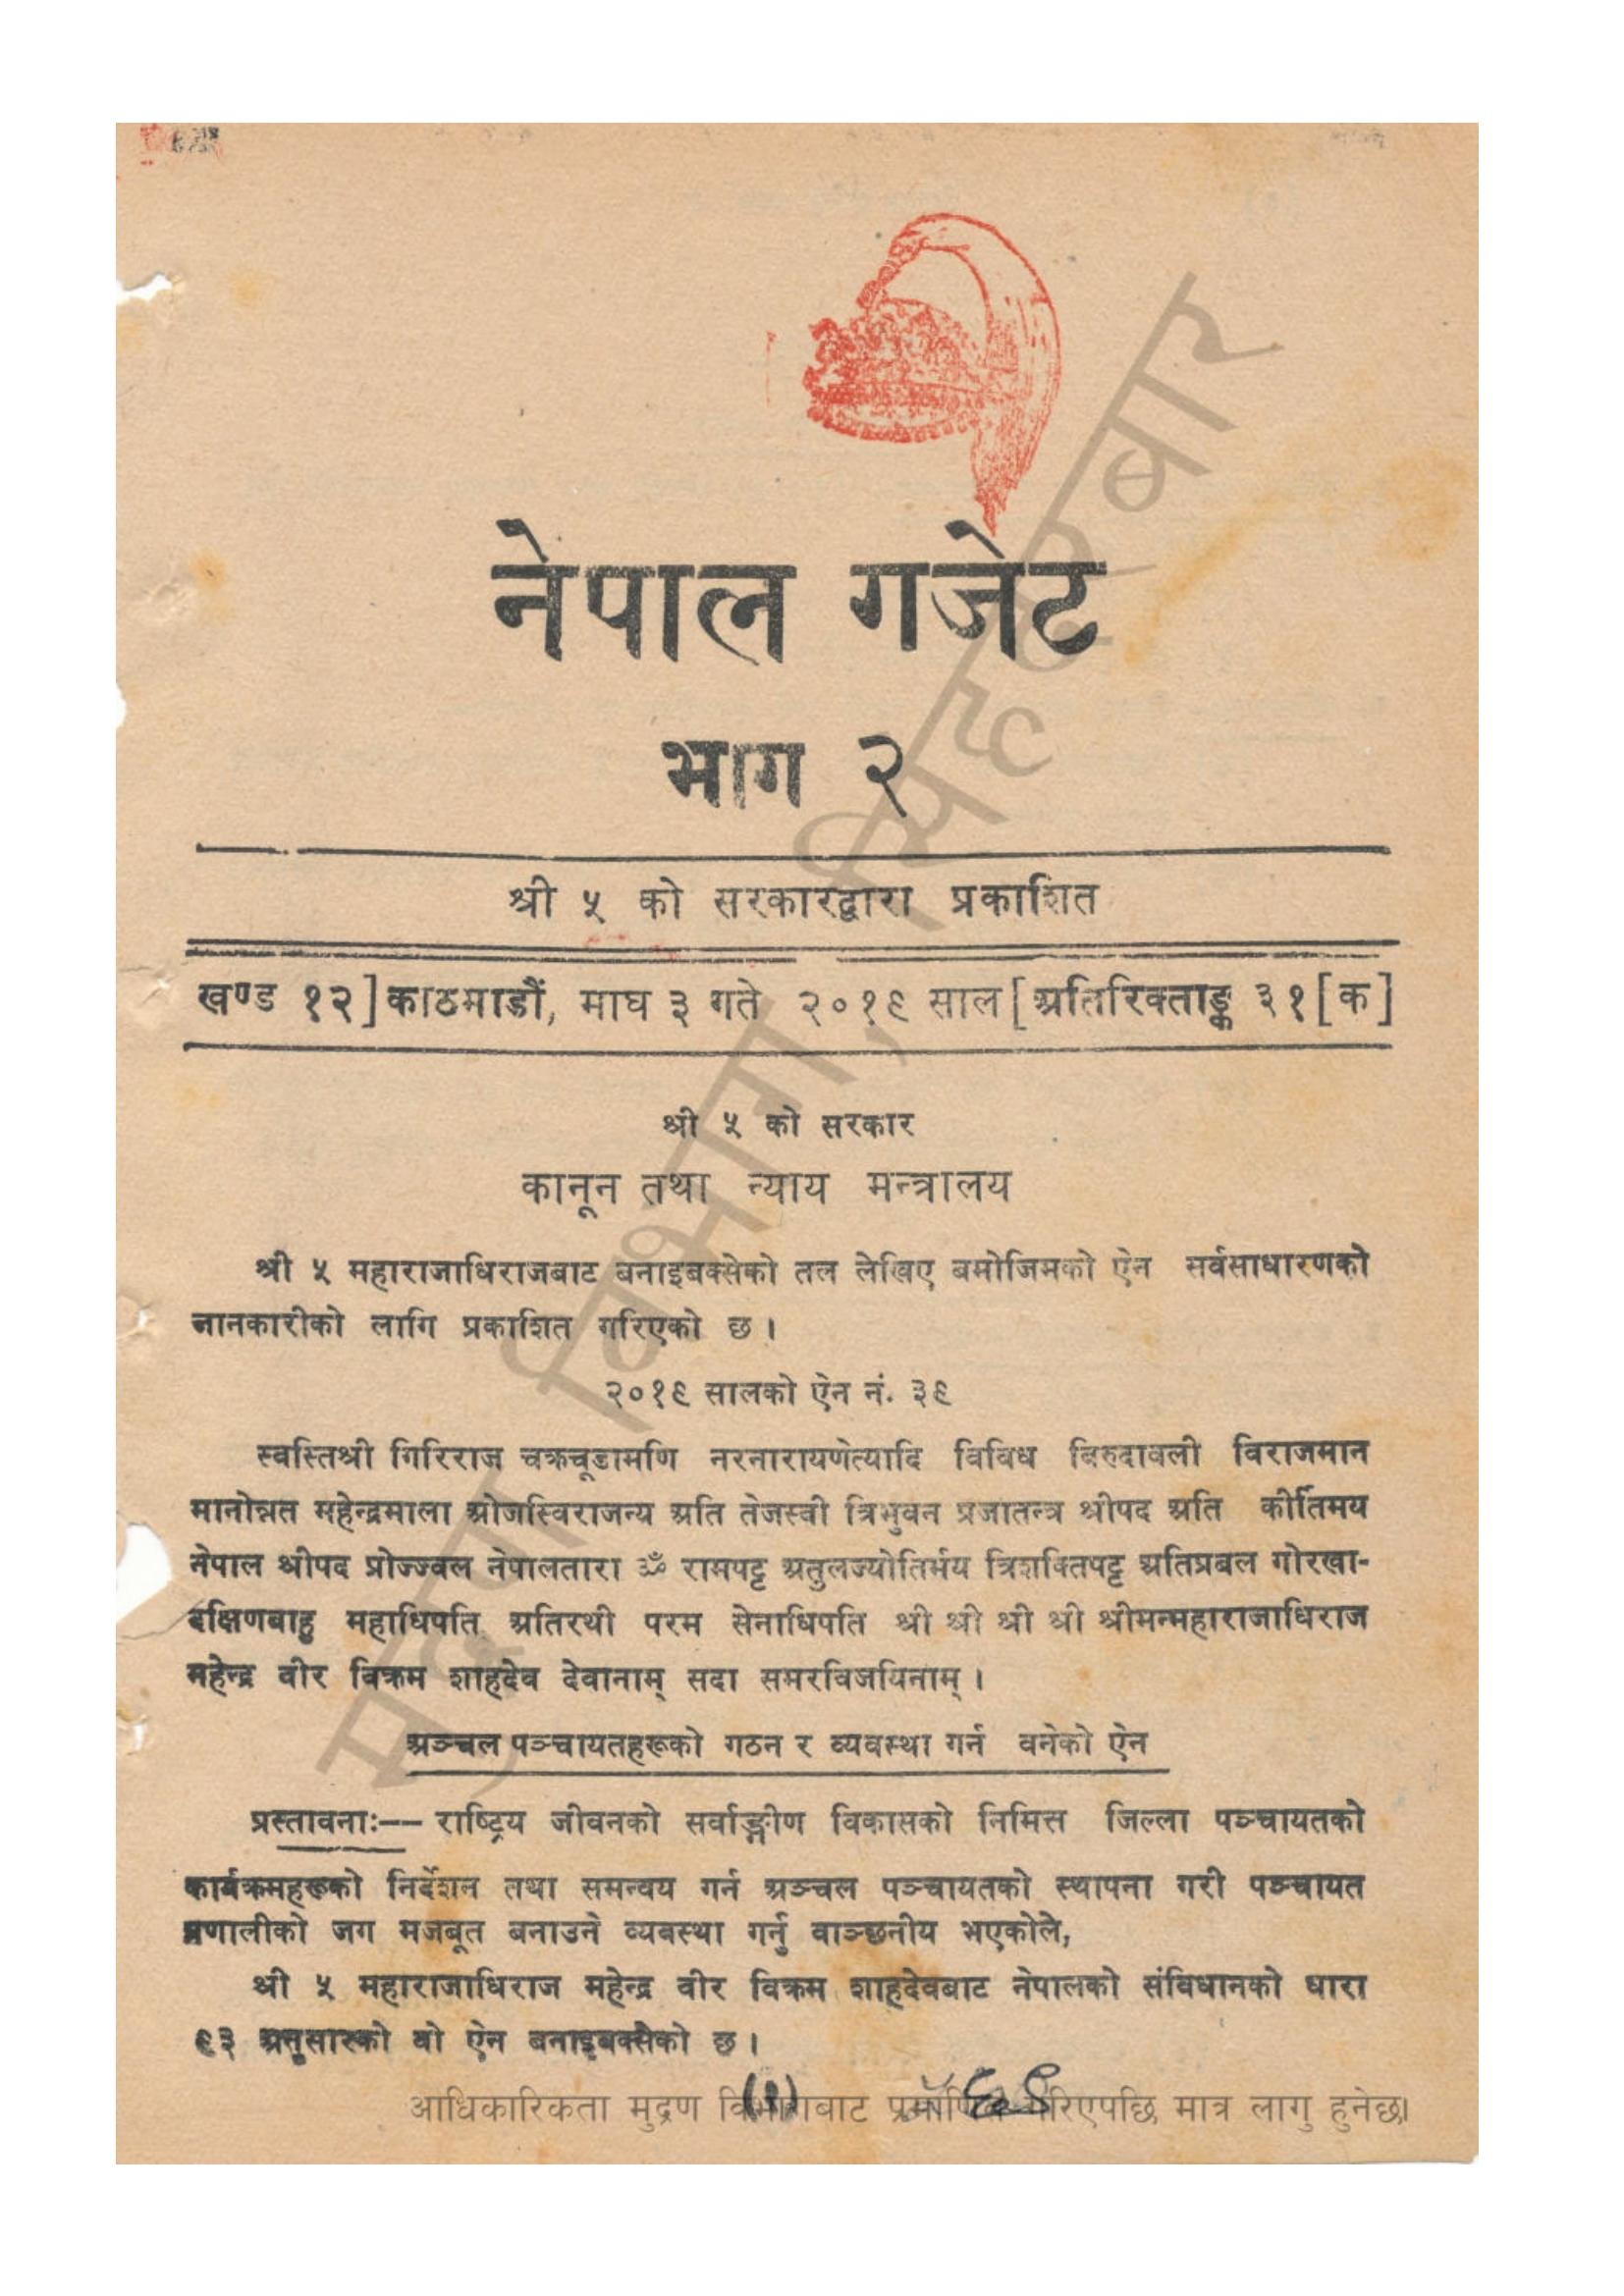 नेपाल गजेट
भाग २
श्री ५ को सरकारद्वारा प्रकाशित
खण्ड १२] काठमाडौं, माघ ३ गते २०१९ साल [अतिरिक्ताङ्क ३१[क]
श्री ५ को सरकार
कानून तथा न्याय मन्त्रालय
श्री ५ महाराजाधिराजबाट बनाइबक्सेको तल लेखिए बमोजिमको ऐन सर्वसाधारणको
जानकारीको लागि प्रकाशित गरिएको छ ।
२०१९ सालको ऐन नं. ३९
स्वस्तिश्री गिरिराज चक्रचूडामणि नरनारायणेत्यादि विविध विरुदावली विराजमान
मानोन्नत महेन्द्रमाला ओजस्विराजन्य अति तेजस्वी त्रिभुवन प्रजातन्त्र श्रीपद अति कीर्तिमय
नेपाल श्रीपद प्रोज्ज्वल नेपालतारा ॐ रामपट्ट अतुलज्योतिर्मय त्रिशक्तिपट्ट अतिप्रबल गोरखा-
दक्षिणबाहु महाधिपति अतिरथी परम सेनाधिपति श्री श्री श्री श्री श्रीमन्महाराजाधिराज
महेन्द्र वीर विक्रम शाहदेव देवानाम् सदा समरविजयिनाम् ।
अञ्चल पञ्चायतहरूको गठन र व्यवस्था गर्न बनेको ऐन
प्रस्तावनाः–– राष्ट्रिय जीवनको सर्वाङ्गीण विकासको निमित्त जिल्ला पञ्चायतको
कार्यक्रमहरूको निर्देशन तथा समन्वय गर्न अञ्चल पञ्चायतको स्थापना गरी पञ्चायत
प्रणालीको जग मजबूत बनाउने व्यवस्था गर्नु वाञ्छनीय भएकोले,
श्री ५ महाराजाधिराज महेन्द्र वीर विक्रम शाहदेवबाट नेपालको संविधानको धारा
९३ अनुसारको यो ऐन बनाइबक्सेको छ ।
(१)
आधिकारिकता मुद्रण विभागबाट प्रमाणित गरिएपछि मात्र लागु हुनेछ।
मुद्रण विभाग, सिंहदरबार